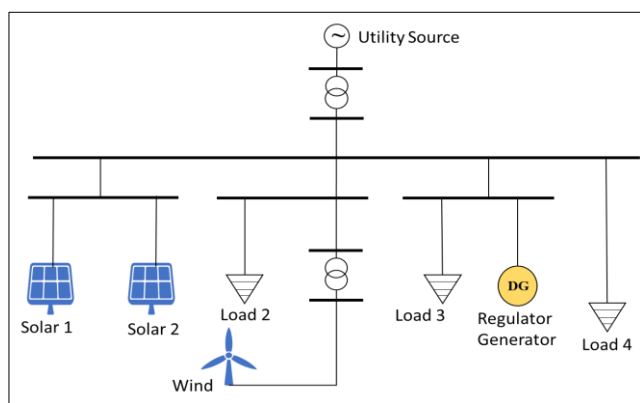 ~ Utility Source
Solar 1
Solar 2
Load 2
Load 3
DG
Regulator
Generator
Load 4
Wind